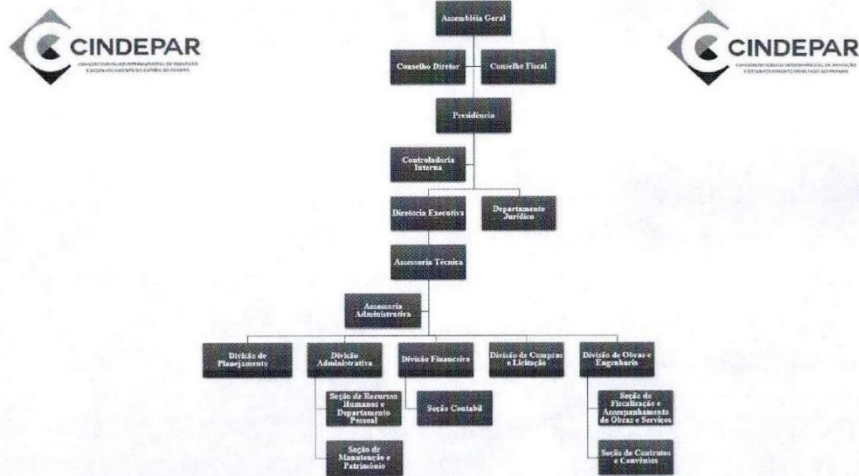 CINDEPAR
CINDEPAR
Assembléia Geral
Conselho Diretor
Conselho Fiscal
Presidência
Controladoria
Interna
Diretoria Executiva
Departamento
Jurídico
Assessoria Técnica
Assessoria
Administrativa
Divisão de
Planejamento
Divisão
Administrativa
Divisão Financeira
Divisão de Compras
e Licitação
Divisão de Obras e
Engenharia
Seção de Recursos
Humanos e
Departamento
Pessoal
Seção Contabil
Seção de
Fiscalização e
Acompanhamento
de Obras e Serviços
Seção de
Manutenção e
Patrimônio
Seção de Contratos
e Convênios